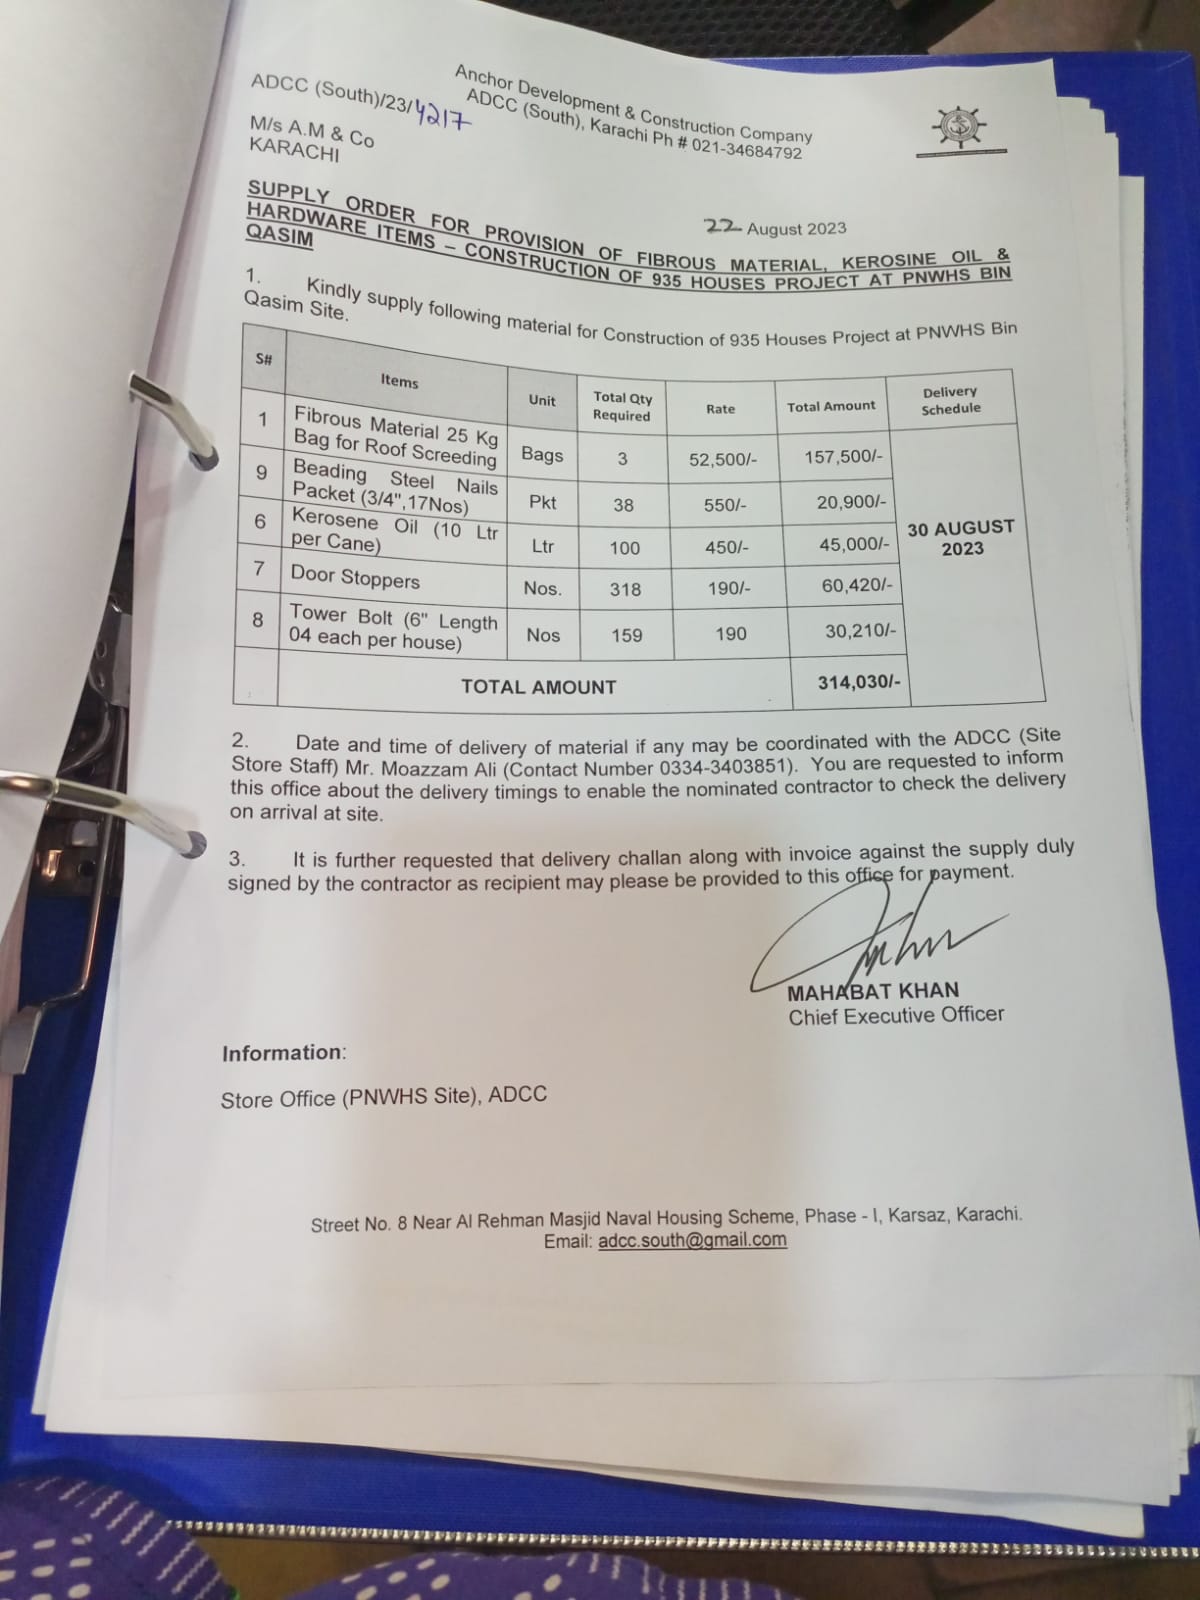 Anchor Development & Construction Company
ADCC (South), Karachi Ph # 021-34684792
ADCC (South)/23/4217
M/s A.M & Co
KARACHI
22 August 2023
SUPPLY ORDER FOR PROVISION OF FIBROUS MATERIAL, KEROSINE OIL &
HARDWARE ITEMS – CONSTRUCTION OF 935 HOUSES PROJECT AT PNWHS BIN
QASIM
1. Kindly supply following material for Construction of 935 Houses Project at PNWHS Bin
Qasim Site.
S# Items Unit Total Qty Required Rate Total Amount Delivery Schedule
1 Fibrous Material 25 Kg Bag for Roof Screeding Bags 3 52,500/- 157,500/- 30 AUGUST 2023
9 Beading Steel Nails Packet (3/4",17Nos) Pkt 38 550/- 20,900/-
6 Kerosene Oil (10 Ltr per Cane) Ltr 100 450/- 45,000/-
7 Door Stoppers Nos. 318 190/- 60,420/-
8 Tower Bolt (6" Length 04 each per house) Nos 159 190 30,210/-
TOTAL AMOUNT 314,030/-
2. Date and time of delivery of material if any may be coordinated with the ADCC (Site
Store Staff) Mr. Moazzam Ali (Contact Number 0334-3403851). You are requested to inform
this office about the delivery timings to enable the nominated contractor to check the delivery
on arrival at site.
3. It is further requested that delivery challan along with invoice against the supply duly
signed by the contractor as recipient may please be provided to this office for payment.
MAHABAT KHAN
Chief Executive Officer
Information:
Store Office (PNWHS Site), ADCC
Street No. 8 Near Al Rehman Masjid Naval Housing Scheme, Phase - I, Karsaz, Karachi.
Email: adcc.south@gmail.com